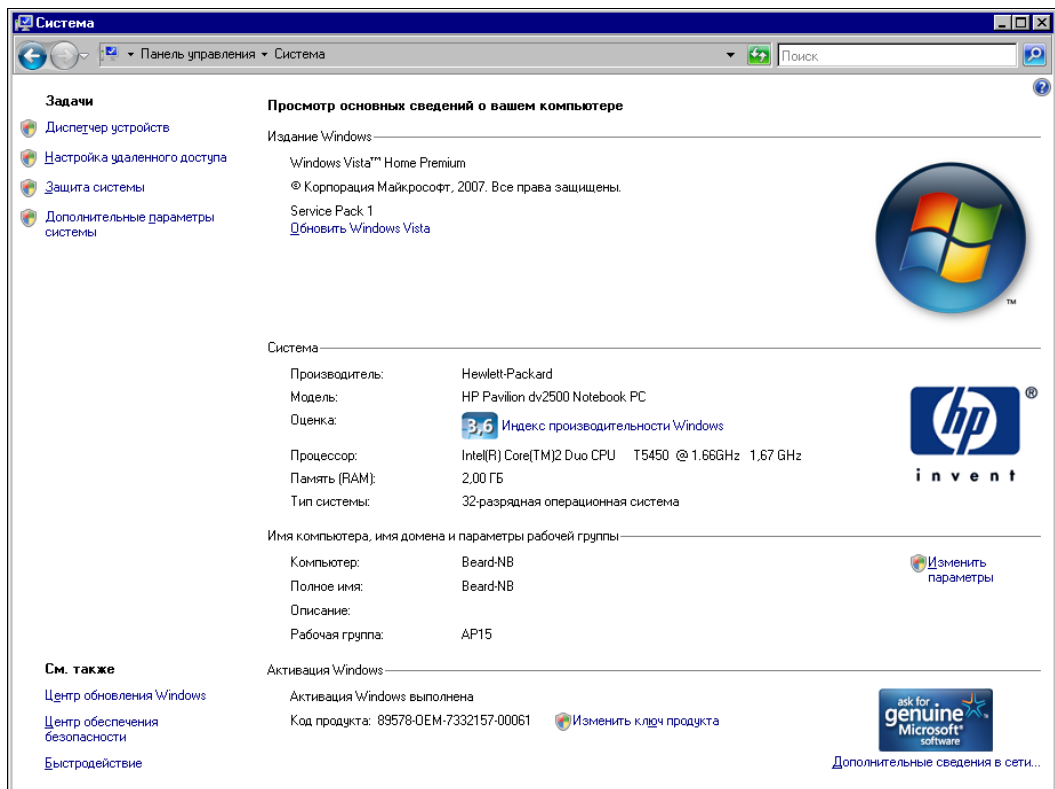 Система
Панель управления Система
Поиск
Задачи
Диспетчер устройств
Настройка удаленного доступа
Защита системы
Дополнительные параметры
системы
Просмотр основных сведений о вашем компьютере
Издание Windows
Windows Vista™ Home Premium
© Корпорация Майкрософт, 2007. Все права защищены.
Service Pack 1
Обновить Windows Vista
TM
Система
Производитель: Hewlett-Packard
Модель: HP Pavilion dv2500 Notebook PC
Оценка: 3,6 Индекс производительности Windows
Процессор: Intel(R) Core(TM)2 Duo CPU T5450 @ 1.66GHz 1,67 GHz
Память (RAM): 2,00 ГБ
Тип системы: 32-разрядная операционная система
hp ®
invent
Имя компьютера, имя домена и параметры рабочей группы
Компьютер: Beard-NB
Полное имя: Beard-NB
Описание:
Рабочая группа: AP15
Изменить
параметры
См. также
Центр обновления Windows
Центр обеспечения
безопасности
Быстродействие
Активация Windows
Активация Windows выполнена
Код продукта: 89578-OEM-7332157-00061 Изменить ключ продукта
ask for
genuine
Microsoft®
software
Дополнительные сведения в сети...